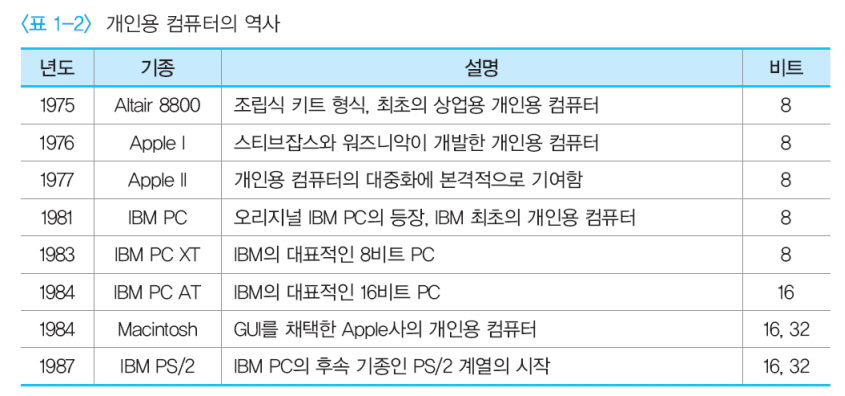 〈표 1-2〉 개인용 컴퓨터의 역사
년도 기종 설명 비트
1975 Altair 8800 조립식 키트 형식, 최초의 상업용 개인용 컴퓨터 8
1976 Apple I 스티브잡스와 워즈니악이 개발한 개인용 컴퓨터 8
1977 Apple II 개인용 컴퓨터의 대중화에 본격적으로 기여함 8
1981 IBM PC 오리지널 IBM PC의 등장, IBM 최초의 개인용 컴퓨터 8
1983 IBM PC XT IBM의 대표적인 8비트 PC 8
1984 IBM PC AT IBM의 대표적인 16비트 PC 16
1984 Macintosh GUI를 채택한 Apple사의 개인용 컴퓨터 16, 32
1987 IBM PS/2 IBM PC의 후속 기종인 PS/2 계열의 시작 16, 32